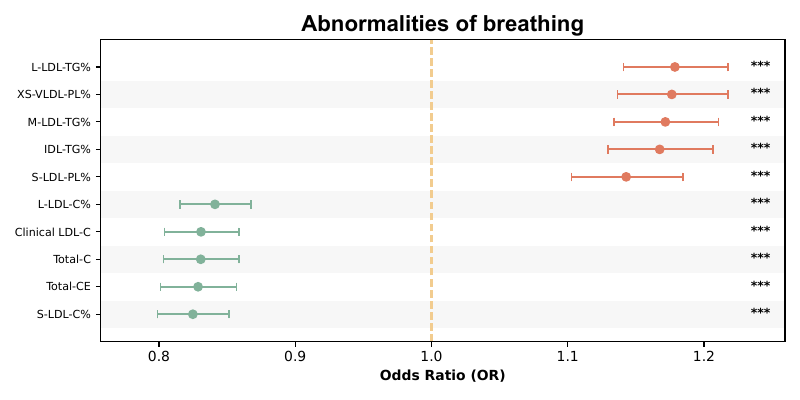 Abnormalities of breathing
L-LDL-TG% ***
XS-VLDL-PL% ***
M-LDL-TG% ***
IDL-TG% ***
S-LDL-PL% ***
L-LDL-C% ***
Clinical LDL-C ***
Total-C ***
Total-CE ***
S-LDL-C% ***
0.8 0.9 1.0 1.1 1.2
Odds Ratio (OR)